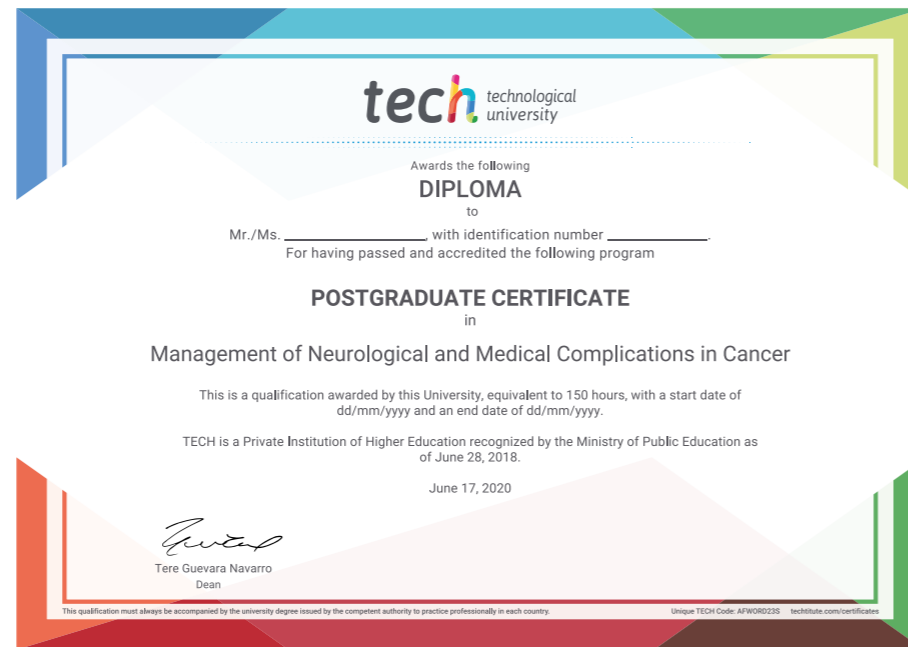 tech technological
university
Awards the following
DIPLOMA
to
Mr./Ms. ____________________, with identification number ______________.
For having passed and accredited the following program
POSTGRADUATE CERTIFICATE
in
Management of Neurological and Medical Complications in Cancer
This is a qualification awarded by this University, equivalent to 150 hours, with a start date of
dd/mm/yyyy and an end date of dd/mm/yyyy.
TECH is a Private Institution of Higher Education recognized by the Ministry of Public Education as
of June 28, 2018.
June 17, 2020
Tere Guevara Navarro
Dean
This qualification must always be accompanied by the university degree issued by the competent authority to practice professionally in each country.
Unique TECH Code: AFWORD23S techtitute.com/certificates